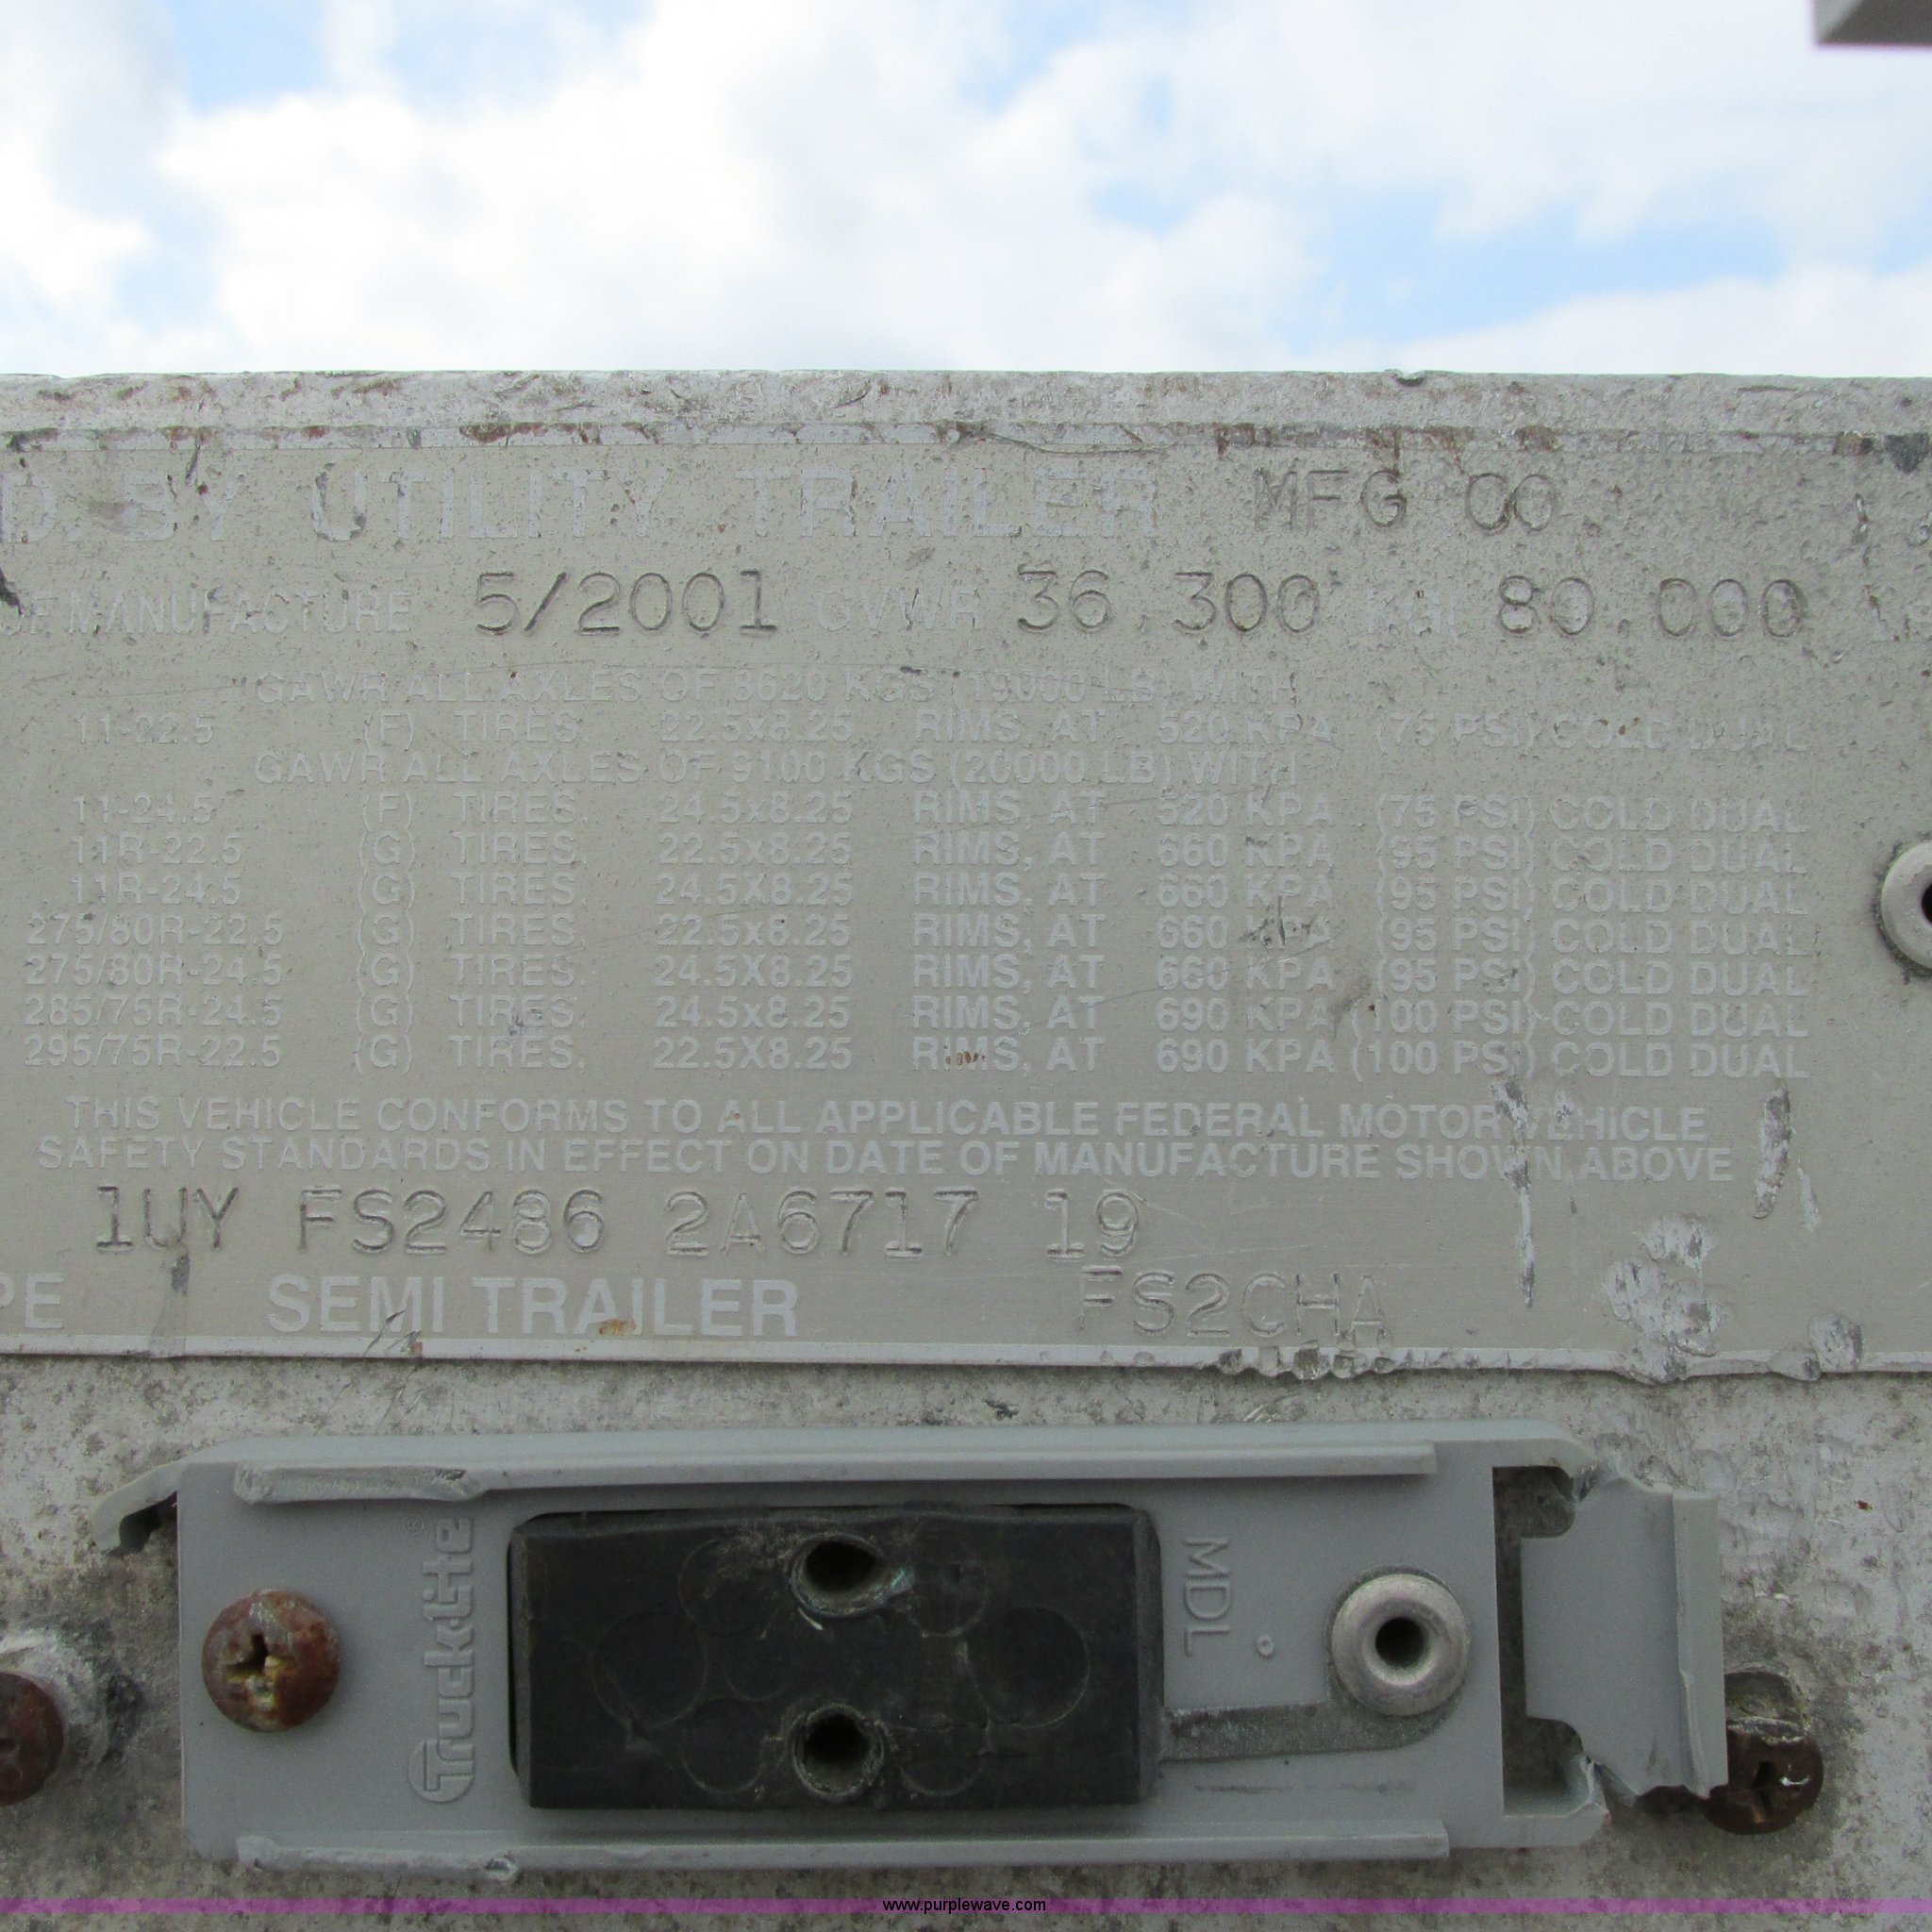 D. BY UTILITY TRAILER MFG CO.
OF MANUFACTURE 5/2001 GVWR 36,300 KG( 80,000 LB
GAWR ALL AXLES OF 8620 KGS (19000 LB) WITH
11-22.5 (F) TIRES. 22.5x8.25 RIMS, AT 520 KPA (75 PSI) COLD DUAL
GAWR ALL AXLES OF 9100 KGS (20000 LB) WITH
11-24.5 (F) TIRES. 24.5x8.25 RIMS, AT 520 KPA (75 PSI) COLD DUAL
11R-22.5 (G) TIRES. 22.5x8.25 RIMS, AT 660 KPA (95 PSI) COLD DUAL
11R-24.5 (G) TIRES. 24.5X8.25 RIMS, AT 660 KPA (95 PSI) COLD DUAL
275/80R-22.5 (G) TIRES. 22.5x8.25 RIMS, AT 660 KPA (95 PSI) COLD DUAL
275/80R-24.5 (G) TIRES. 24.5X8.25 RIMS, AT 660 KPA (95 PSI) COLD DUAL
285/75R-24.5 (G) TIRES. 24.5x8.25 RIMS, AT 690 KPA (100 PSI) COLD DUAL
295/75R-22.5 (G) TIRES. 22.5X8.25 RIMS, AT 690 KPA (100 PSI) COLD DUAL
THIS VEHICLE CONFORMS TO ALL APPLICABLE FEDERAL MOTOR VEHICLE
SAFETY STANDARDS IN EFFECT ON DATE OF MANUFACTURE SHOWN ABOVE
1UY FS2486 2A6717 19
PE SEMI TRAILER FS2CHA
Truck-Lite®
MDL
www.purplewave.com